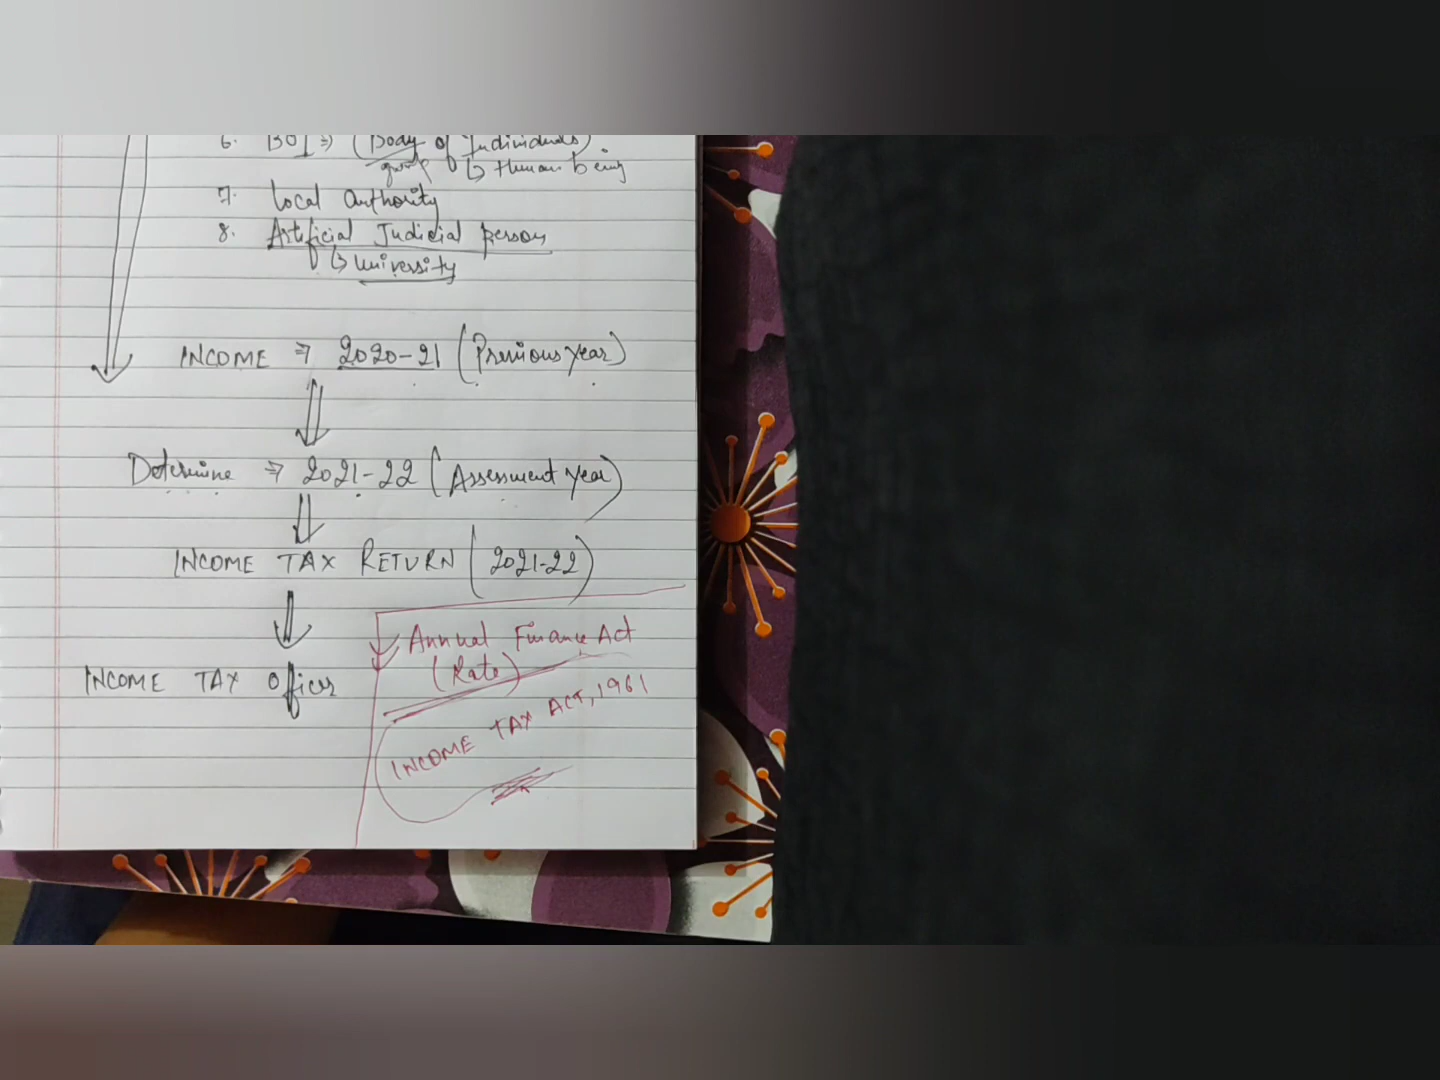 6. BOI ⇒ (Body of Individuals).
group ↳ Human being
7. Local Authority
8. Artificial Judicial person
↳ University
INCOME ⇒ 2020-21 (Previous Year)
Determine ⇒ 2021-22 (Assessment Year)
INCOME TAX RETURN (2021-22)
INCOME TAX Officer
Annual Finance Act
(Rate)
INCOME TAX ACT, 1961